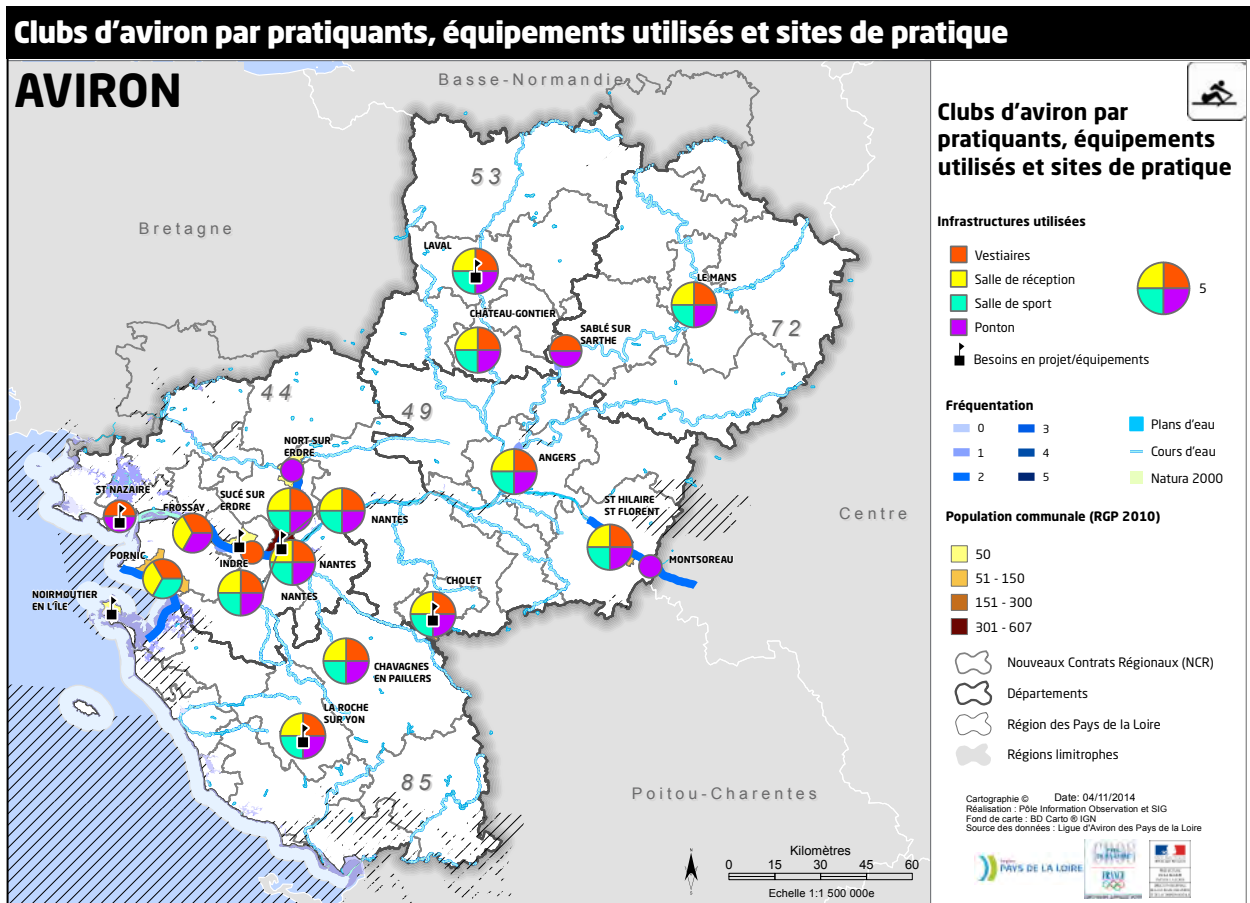 Clubs d'aviron par pratiquants, équipements utilisés et sites de pratique
AVIRON
Basse-Normandie
Bretagne
Centre
Poitou-Charentes
53
72
44
49
85
LAVAL
LE MANS
CHÂTEAU-GONTIER
SABLÉ SUR
SARTHE
NORT SUR
ERDRE
ANGERS
ST NAZAIRE
FROSSAY
SUCÉ SUR
ERDRE
NANTES
ST HILAIRE
ST FLORENT
PORNIC
INDRE
NANTES
MONTSOREAU
NOIRMOUTIER
EN L'ÎLE
NANTES
CHOLET
CHAVAGNES
EN PAILLERS
LA ROCHE
SUR YON
Kilomètres
0 15 30 45 60
Echelle 1:1 500 000e
Clubs d'aviron par
pratiquants, équipements
utilisés et sites de pratique
Infrastructures utilisées
Vestiaires
Salle de réception
Salle de sport
Ponton
5
Besoins en projet/équipements
Fréquentation
0 3
1 4
2 5
Plans d'eau
Cours d'eau
Natura 2000
Population communale (RGP 2010)
50
51 - 150
151 - 300
301 - 607
Nouveaux Contrats Régionaux (NCR)
Départements
Région des Pays de la Loire
Régions limitrophes
Cartographie © Date: 04/11/2014
Réalisation : Pôle Information Observation et SIG
Fond de carte : BD Carto ® IGN
Source des données : Ligue d'Aviron des Pays de la Loire
PAYS DE LA LOIRE
FRANCE